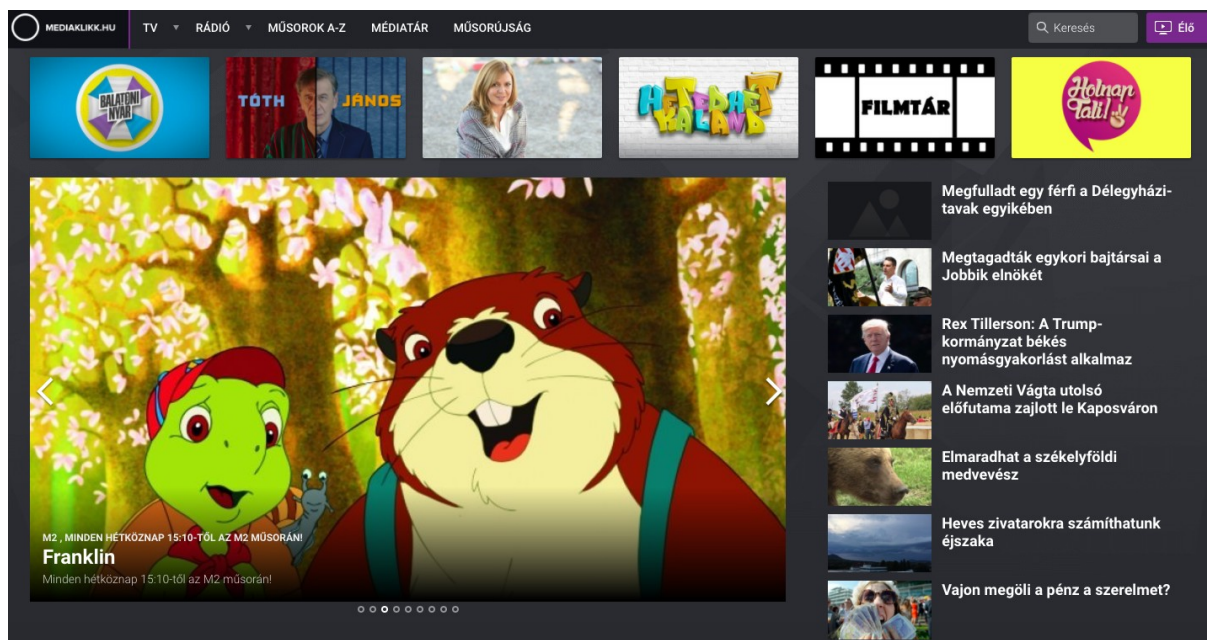 MEDIAKLIKK.HU
TV
RÁDIÓ
MŰSOROK A-Z
MÉDIATÁR
MŰSORÚJSÁG
Keresés
Élő
BALATONI
NYÁR
TÓTH JÁNOS
HÉTERHÉT
KALAND
FILMTÁR
Holnap
Tali!
M2 , MINDEN HÉTKÖZNAP 15:10-TŐL AZ M2 MŰSORÁN!
Franklin
Minden hétköznap 15:10-től az M2 műsorán!
Megfulladt egy férfi a Délegyházi-
tavak egyikében
Megtagadták egykori bajtársai a
Jobbik elnökét
Rex Tillerson: A Trump-
kormányzat békés
nyomásgyakorlást alkalmaz
A Nemzeti Vágta utolsó
előfutama zajlott le Kaposváron
Elmaradhat a székelyföldi
medvevész
Heves zivatarokra számíthatunk
éjszaka
Vajon megöli a pénz a szerelmet?